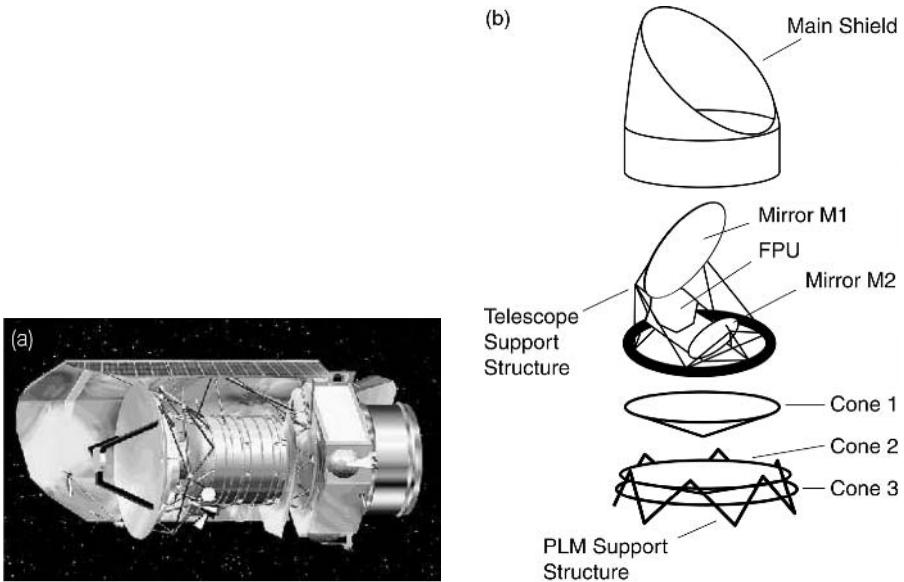 (a)
(b)
Main Shield
Mirror M1
FPU
Mirror M2
Telescope
Support
Structure
Cone 1
Cone 2
Cone 3
PLM Support
Structure